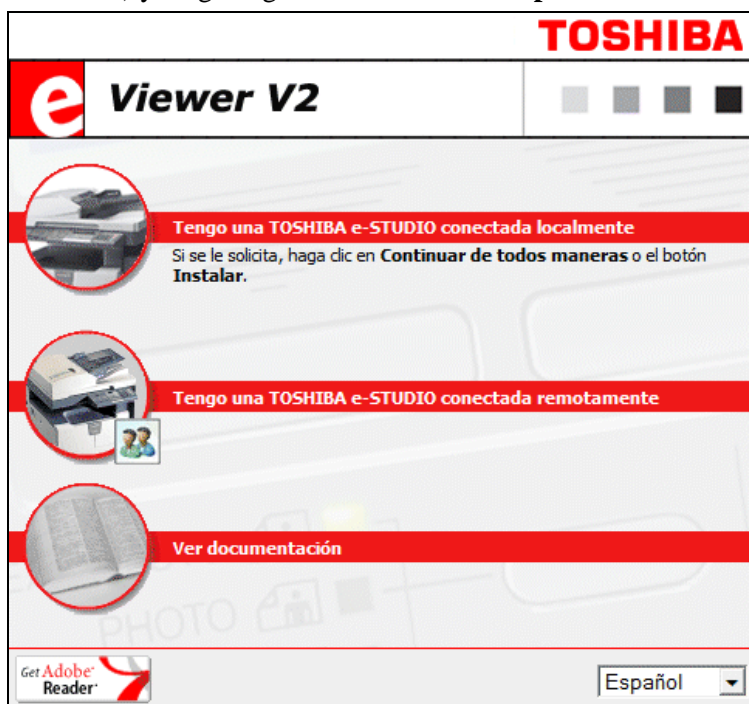 TOSHIBA
e
Viewer V2
Tengo una TOSHIBA e-STUDIO conectada localmente
Si se le solicita, haga clic en Continuar de todos maneras o el botón
Instalar.
Tengo una TOSHIBA e-STUDIO conectada remotamente
Ver documentación
PHOTO
Get Adobe
Reader
Español